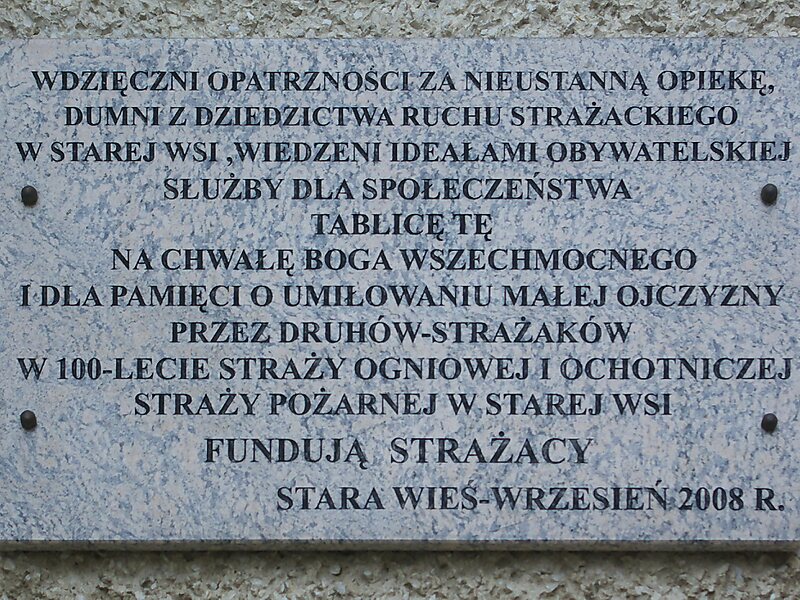 WDZIĘCZNI OPATRZNOŚCI ZA NIEUSTANNĄ OPIEKĘ,
DUMNI Z DZIEDZICTWA RUCHU STRAŻACKIEGO
W STAREJ WSI ,WIEDZENI IDEAŁAMI OBYWATELSKIEJ
SŁUŻBY DLA SPOŁECZEŃSTWA
TABLICĘ TĘ
NA CHWAŁĘ BOGA WSZECHMOCNEGO
I DLA PAMIĘCI O UMIŁOWANIU MAŁEJ OJCZYZNY
PRZEZ DRUHÓW-STRAŻAKÓW
W 100-LECIE STRAŻY OGNIOWEJ I OCHOTNICZEJ
STRAŻY POŻARNEJ W STAREJ WSI
FUNDUJĄ STRAŻACY
STARA WIEŚ-WRZESIEŃ 2008 R.